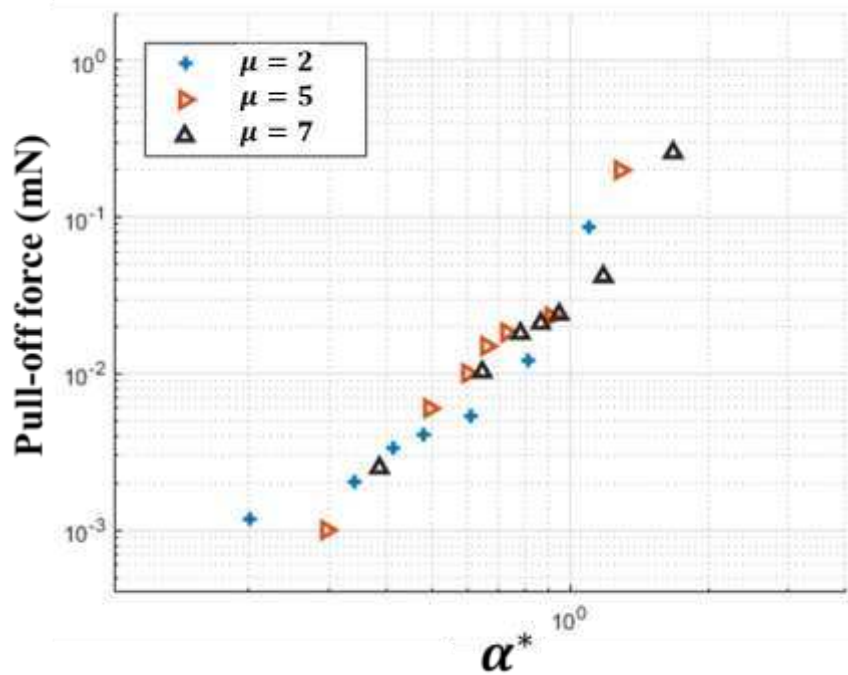 10⁰
10⁻¹
10⁻²
10⁻³
Pull-off force (mN)
μ = 2
μ = 5
μ = 7
10⁰
α*